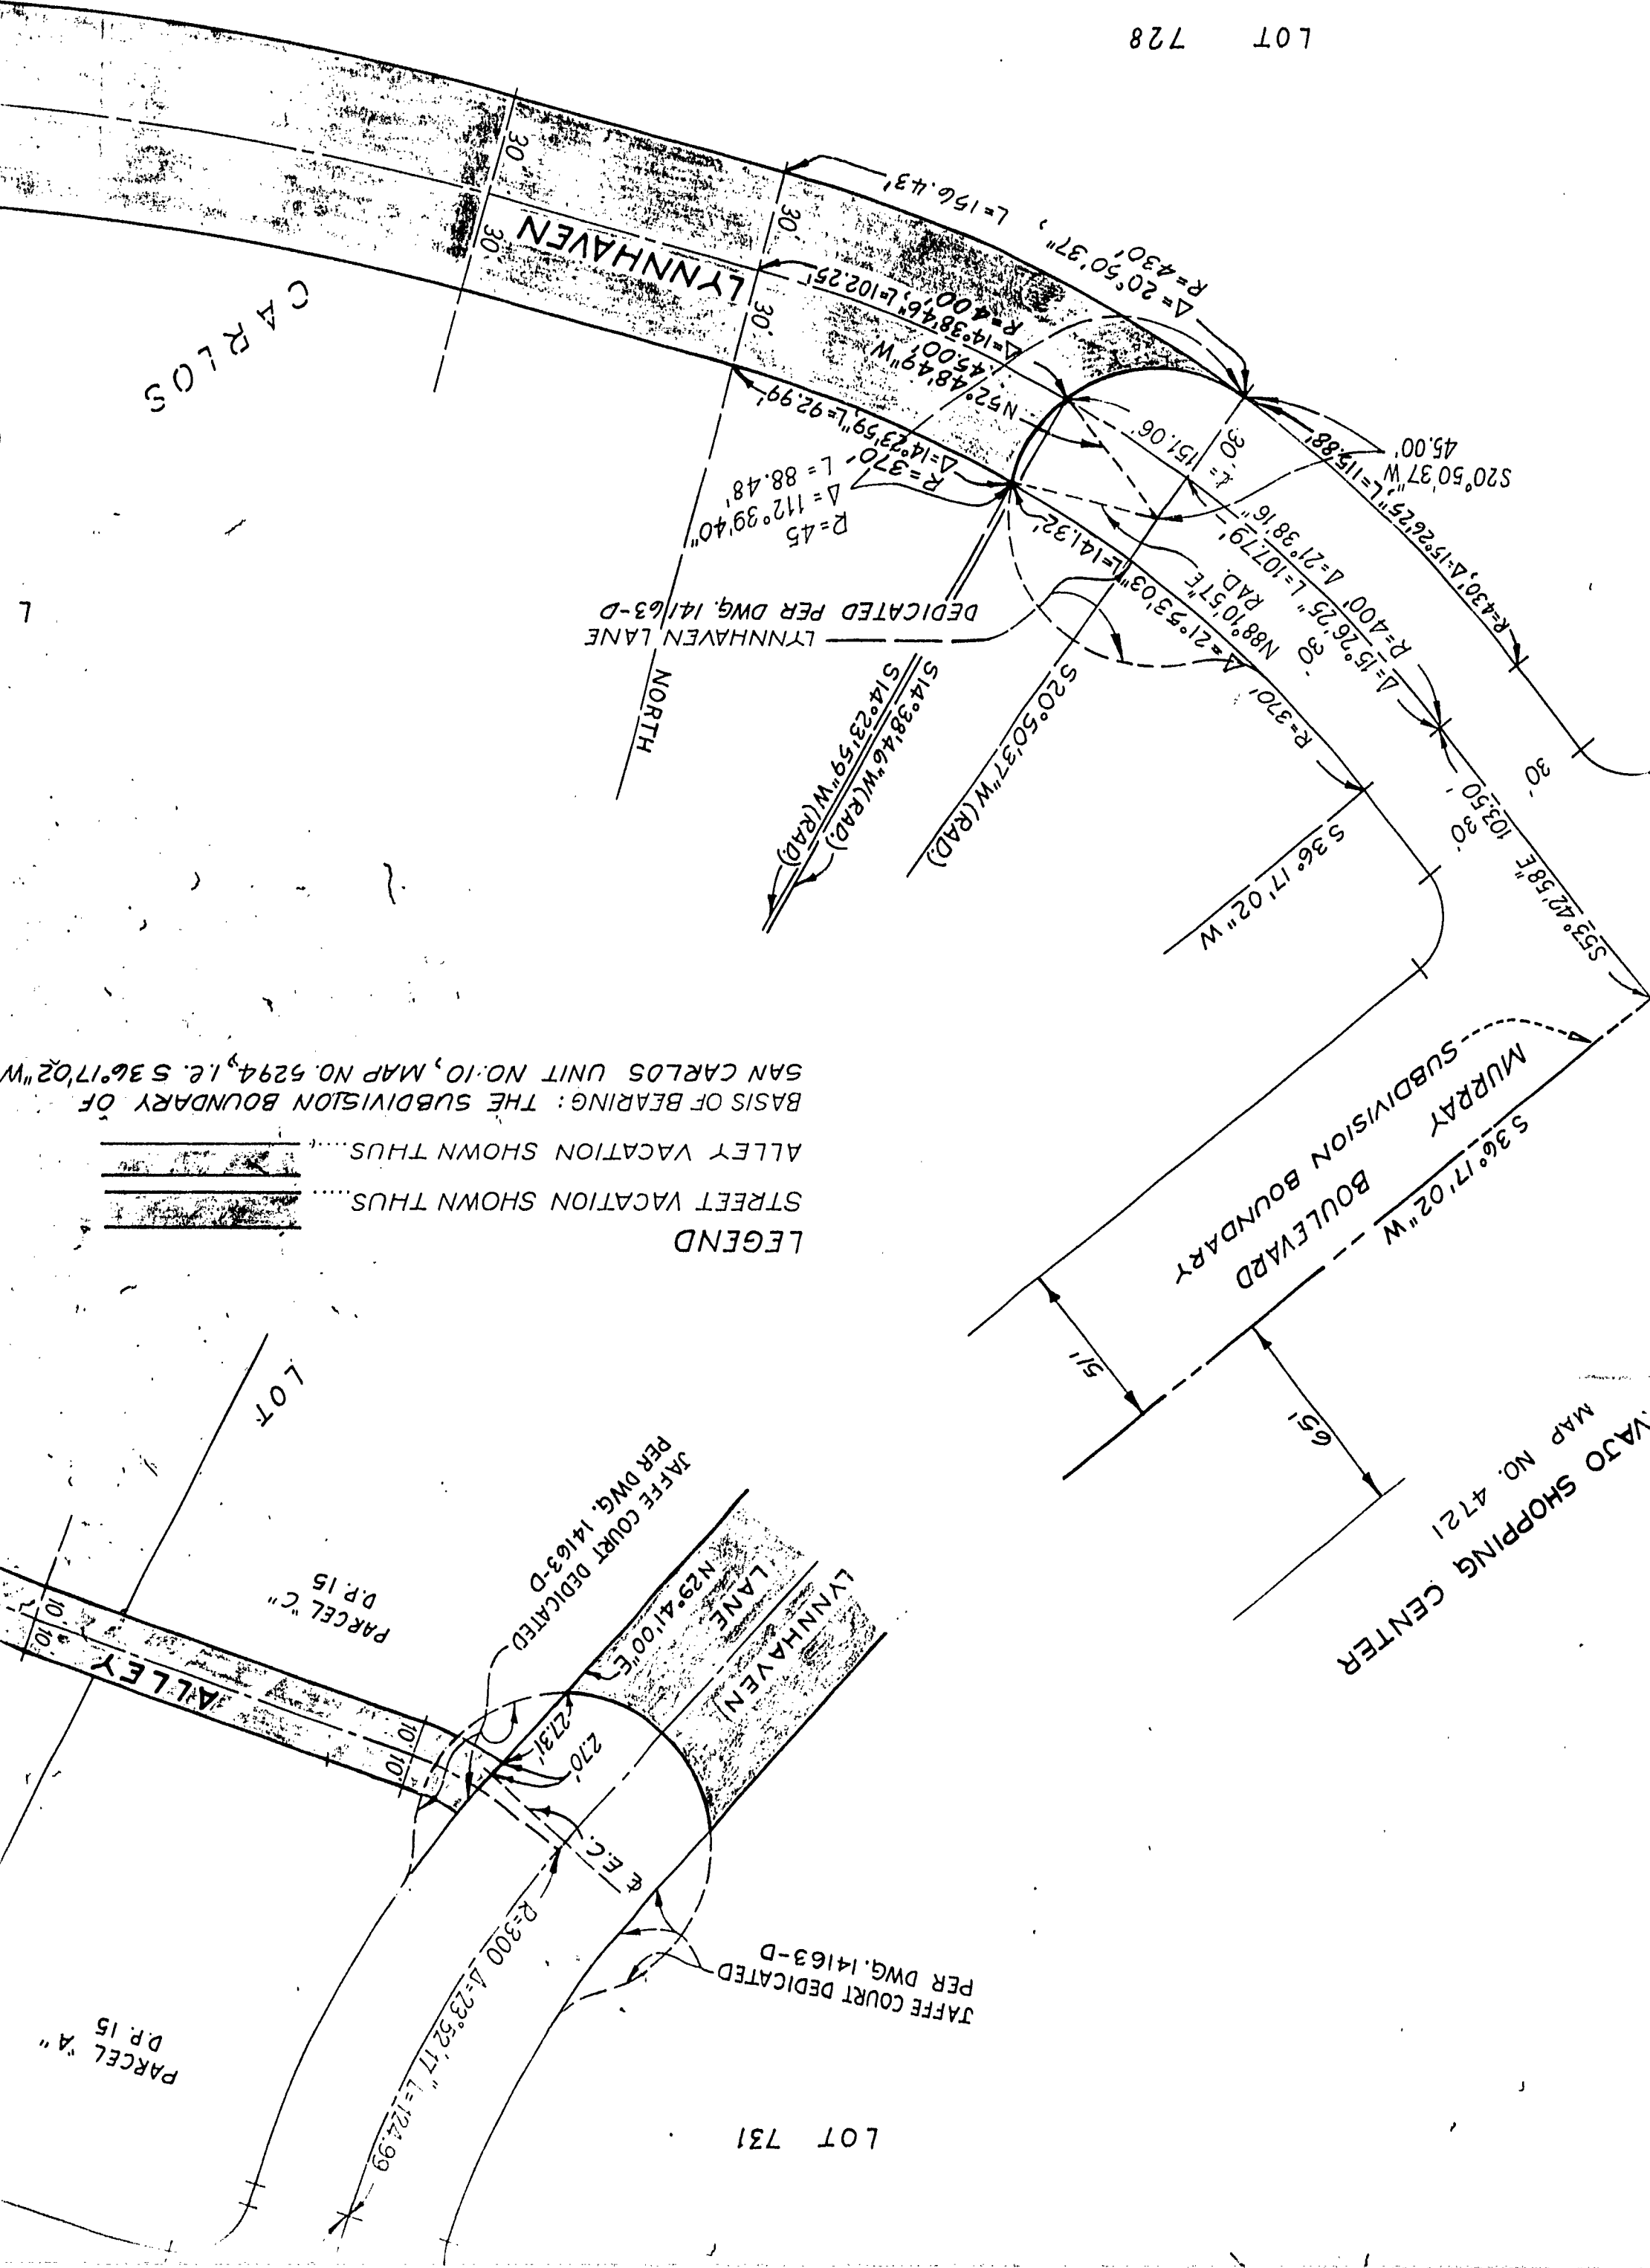 LOT 731
PARCEL "A"
D.P. 15
R=300 Δ=23°52'17" L=124.99
JAFFE COURT DEDICATED
PER DWG. 14163-D
℄ E.C.
2.70'
27.31'
10' 10'
ALLEY
10'
10'
PARCEL "C"
D.P. 15
LOT
N29°41'00"E
LYNNHAVEN
LANE
(LYNNHAVEN)
JAFFE COURT DEDICATED
PER DWG. 14163-D
SHOPPING CENTER
MAP NO. 4721
65'
51'
S 36° 17' 02" W
MURRAY BOULEVARD
SUBDIVISION BOUNDARY
LEGEND
STREET VACATION SHOWN THUS.....
ALLEY VACATION SHOWN THUS.....
BASIS OF BEARING: THE SUBDIVISION BOUNDARY OF
SAN CARLOS UNIT NO. 10, MAP NO. 5294, I.E. S 36°17'02" W
S53°42'58"E 103.50'
30'
30'
S 36° 17' 02" W
S20°50'37"W (RAD.)
S14°38'46"W (RAD.)
S14°23'59"W (RAD.)
NORTH
LYNNHAVEN LANE
DEDICATED PER DWG. 14163-D
R=370' Δ=21°53'03" L=141.32'
N88°10'57"E
RAD.
30'
Δ=15°26'25" L=107.79'
R=400'
Δ=21°38'16"
L=151.06'
30'
R=430', Δ=15°26'25", L=115.88'
S20°50'37"W
45.00'
R=45
Δ=112°39'40"
L=88.48'
R=370'
Δ=14°23'59", L=92.99'
N52°48'49"W
45.00'
Δ=14°38'46", L=102.25'
R=400'
Δ=20°50'37", L=156.43'
R=430'
30'
30'
LYNNHAVEN
30'
30'
CARLOS
L
LOT 728